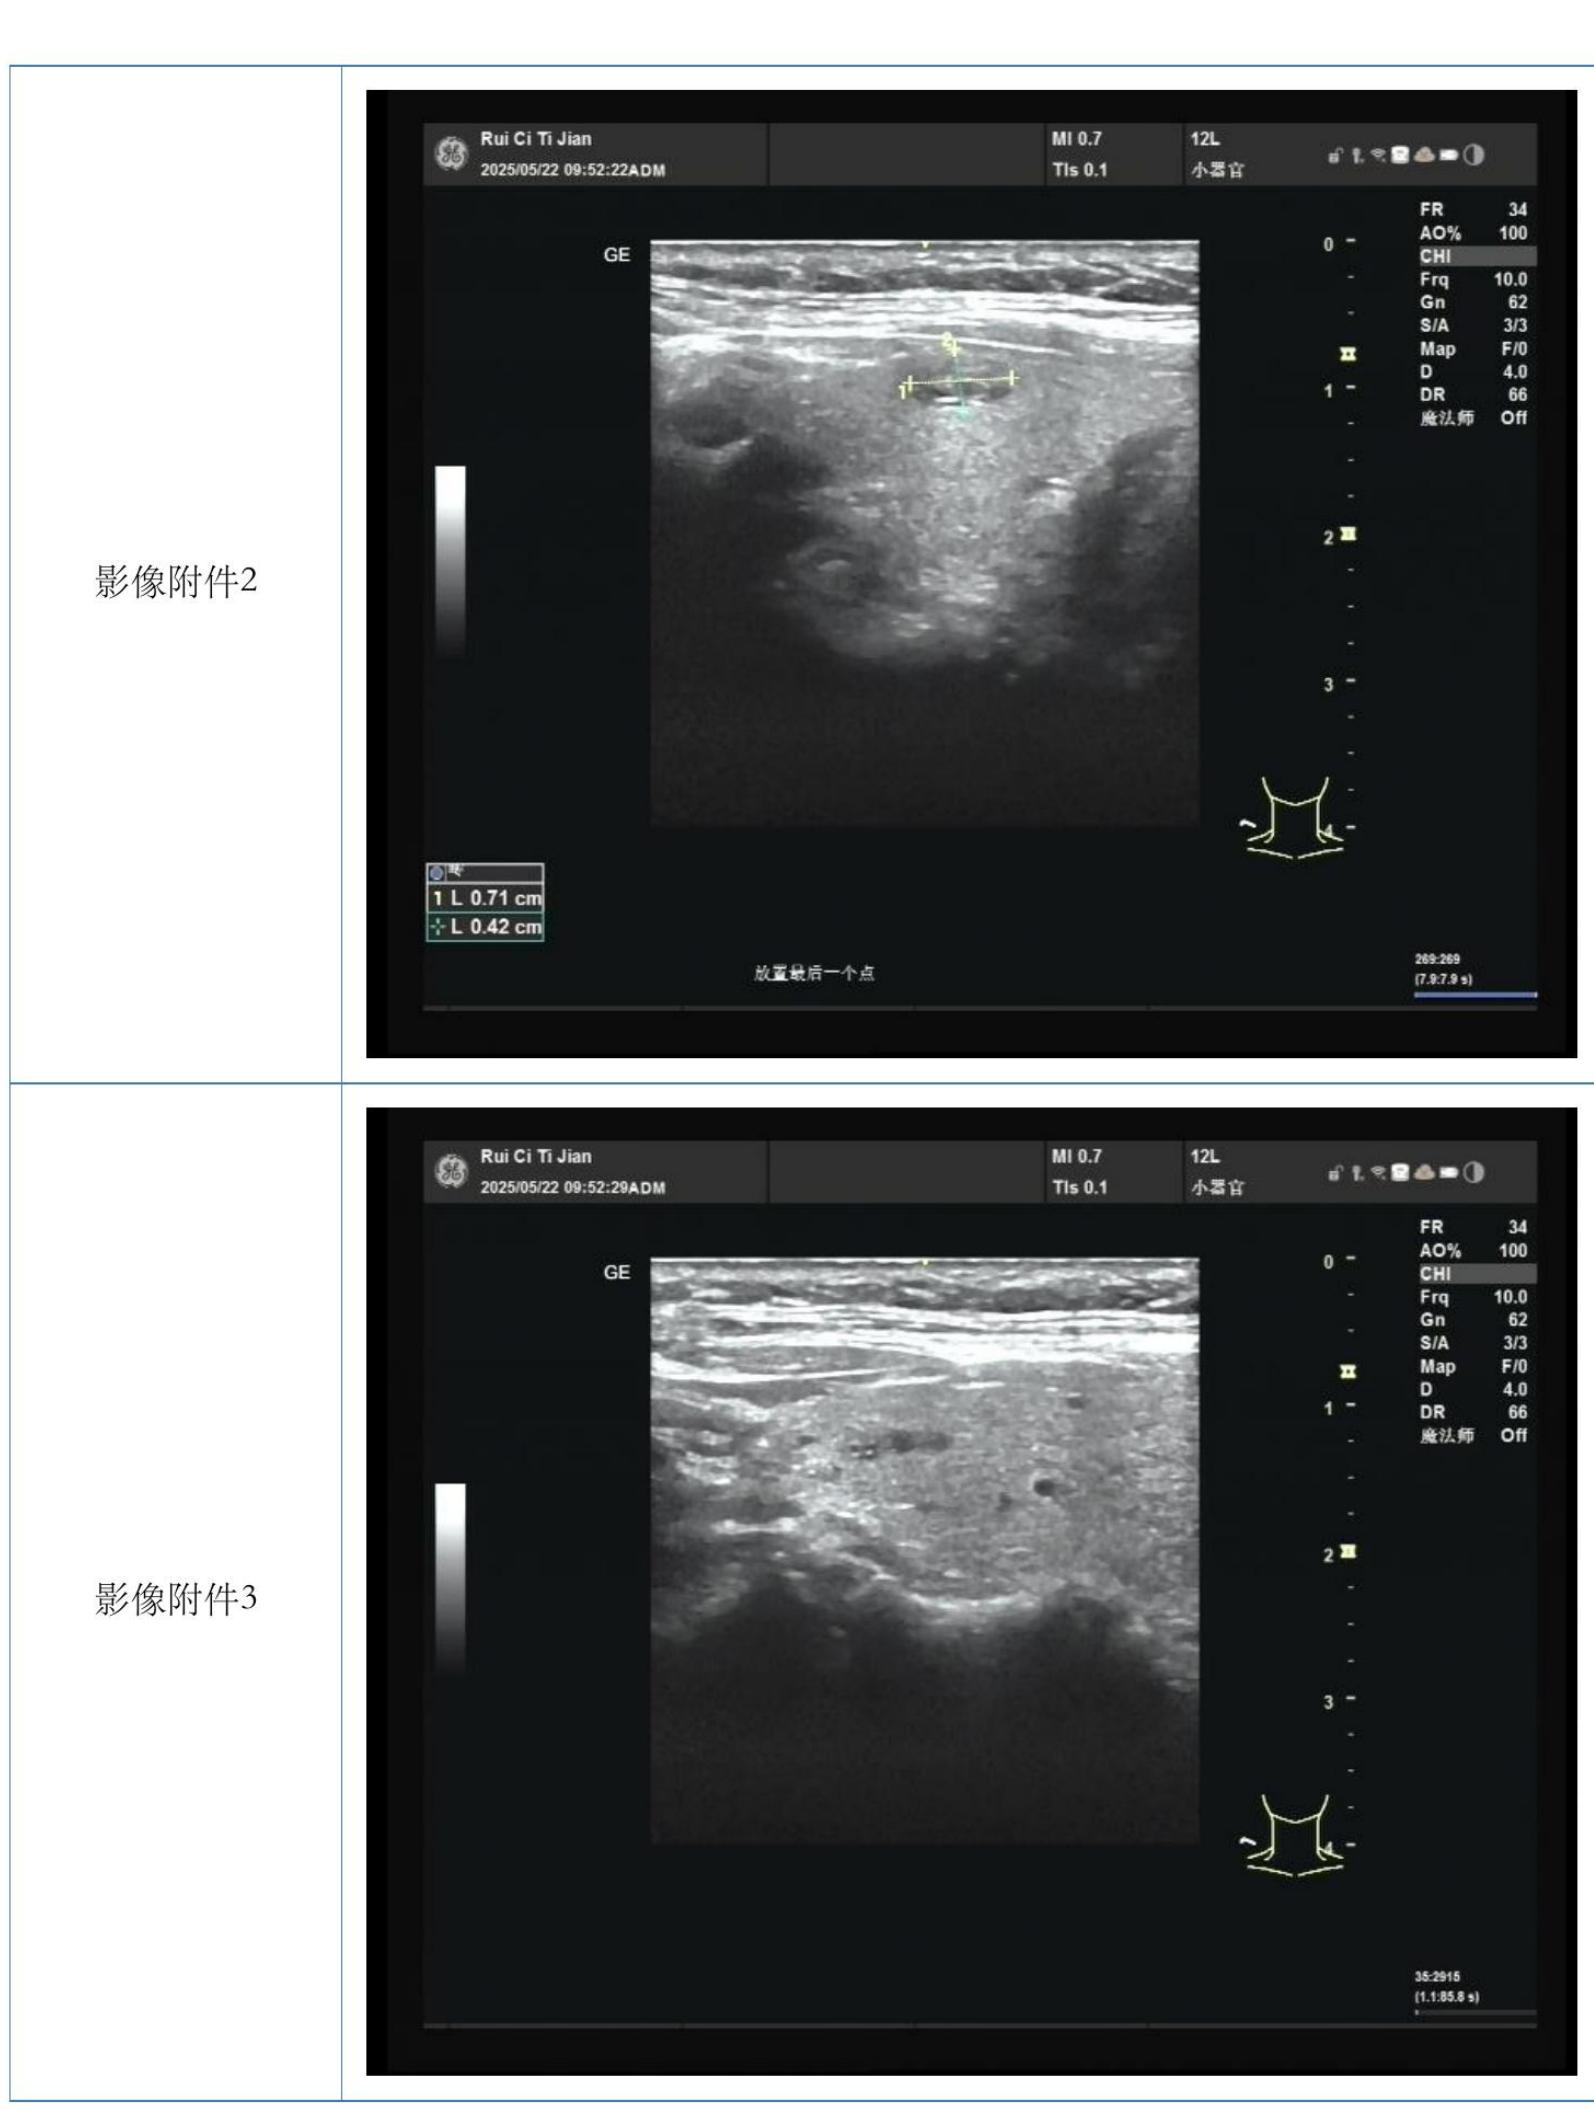 影像附件2
Rui Ci Ti Jian
2025/05/22 09:52:22ADM
MI 0.7
TIs 0.1
12L
小器官
GE
FR 34
AO% 100
CHI
Frq 10.0
Gn 62
S/A 3/3
Map F/0
D 4.0
DR 66
魔法师 Off
0
1
2
3
4
2
1
1 L 0.71 cm
L 0.42 cm
放置最后一个点
269:269
(7.9:7.9 s)
影像附件3
Rui Ci Ti Jian
2025/05/22 09:52:29ADM
MI 0.7
TIs 0.1
12L
小器官
GE
FR 34
AO% 100
CHI
Frq 10.0
Gn 62
S/A 3/3
Map F/0
D 4.0
DR 66
魔法师 Off
0
1
2
3
4
35:2915
(1.1:85.8 s)